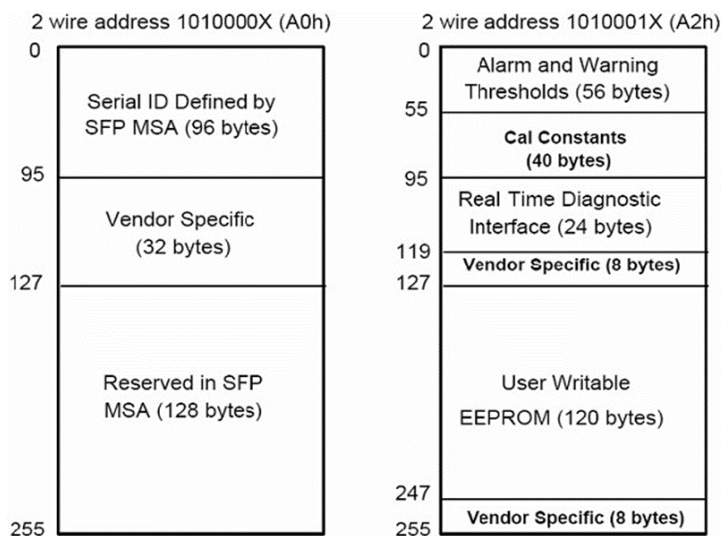 2 wire address 1010000X (A0h)
0
Serial ID Defined by
SFP MSA (96 bytes)
95
Vendor Specific
(32 bytes)
127
Reserved in SFP
MSA (128 bytes)
255
2 wire address 1010001X (A2h)
0
Alarm and Warning
Thresholds (56 bytes)
55
Cal Constants
(40 bytes)
95
Real Time Diagnostic
Interface (24 bytes)
119
Vendor Specific (8 bytes)
127
User Writable
EEPROM (120 bytes)
247
Vendor Specific (8 bytes)
255